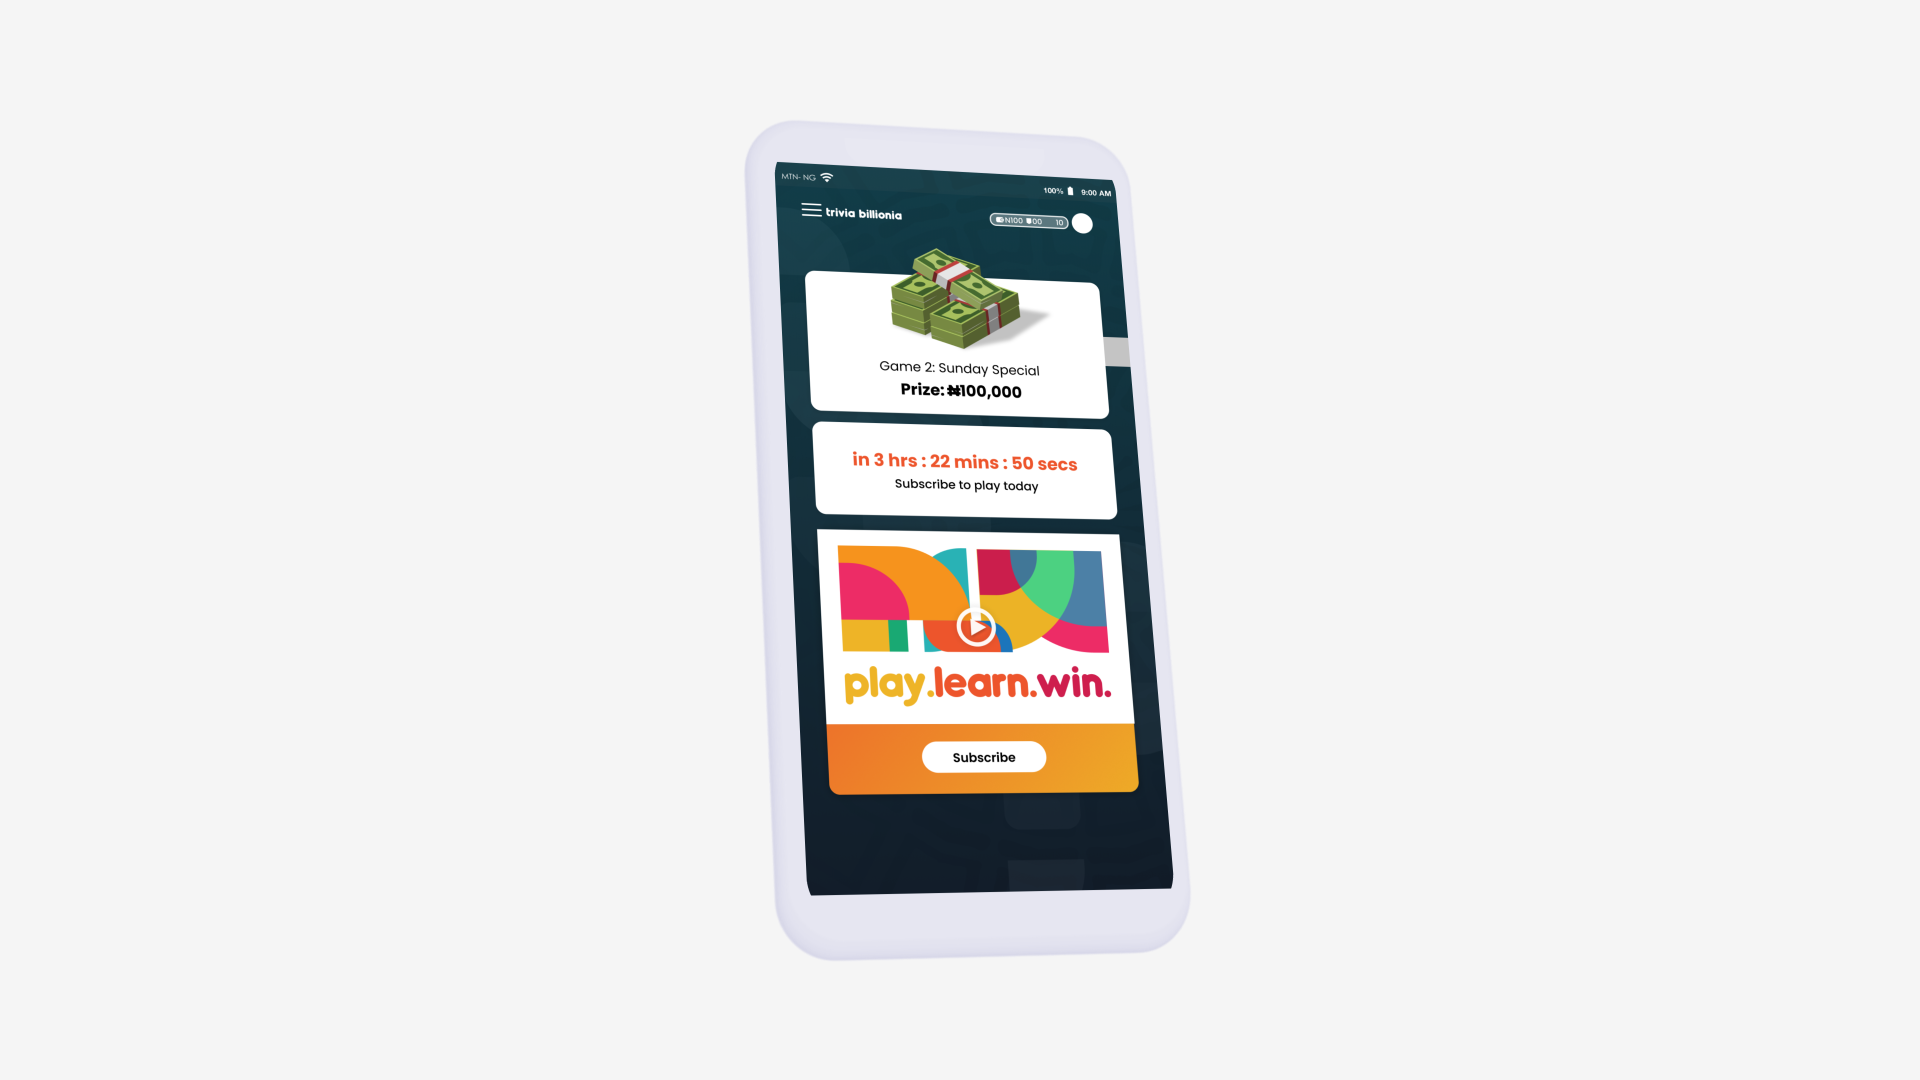 MTN- NG
100% 9:00 AM
trivia billionia
N100 00 10
Game 2: Sunday Special
Prize: ₦100,000
in 3 hrs : 22 mins : 50 secs
Subscribe to play today
play.learn.win.
Subscribe